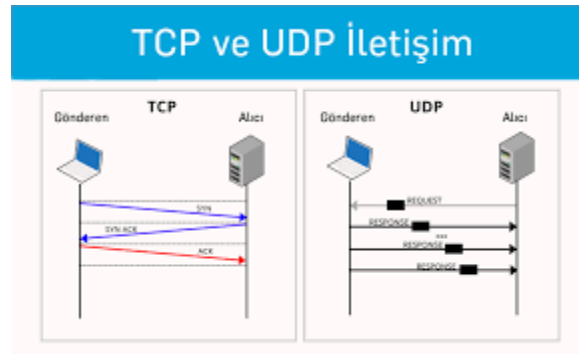 TCP ve UDP İletişim
TCP
Gönderen
Alıcı
SYN
SYN ACK
ACK
UDP
Gönderen
Alıcı
REQUEST
RESPONSE
...
RESPONSE
RESPONSE